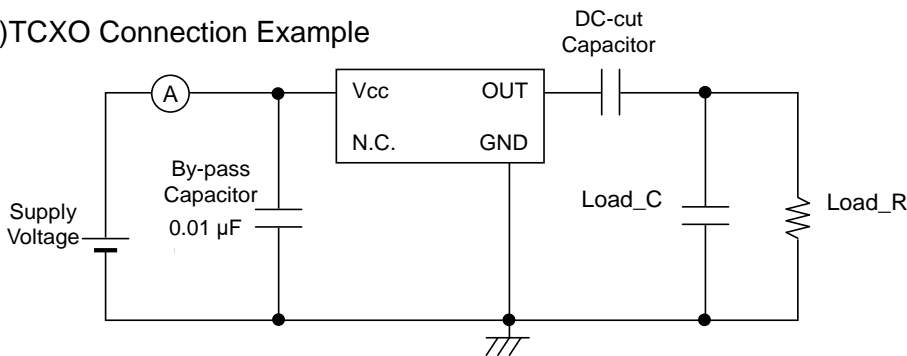 )TCXO Connection Example
DC-cut
Capacitor
A
Vcc
OUT
N.C.
GND
By-pass
Capacitor
0.01 µF
Supply
Voltage
Load_C
Load_R